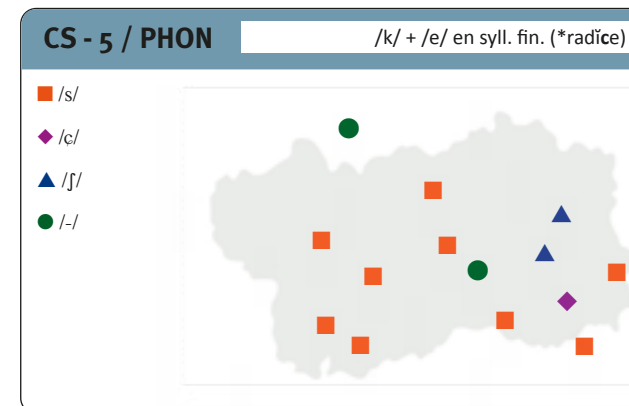 CS - 5 / PHON
/k/ + /e/ en syll. fin. (*radĭce)
/s/
/ç/
/ʃ/
/-/